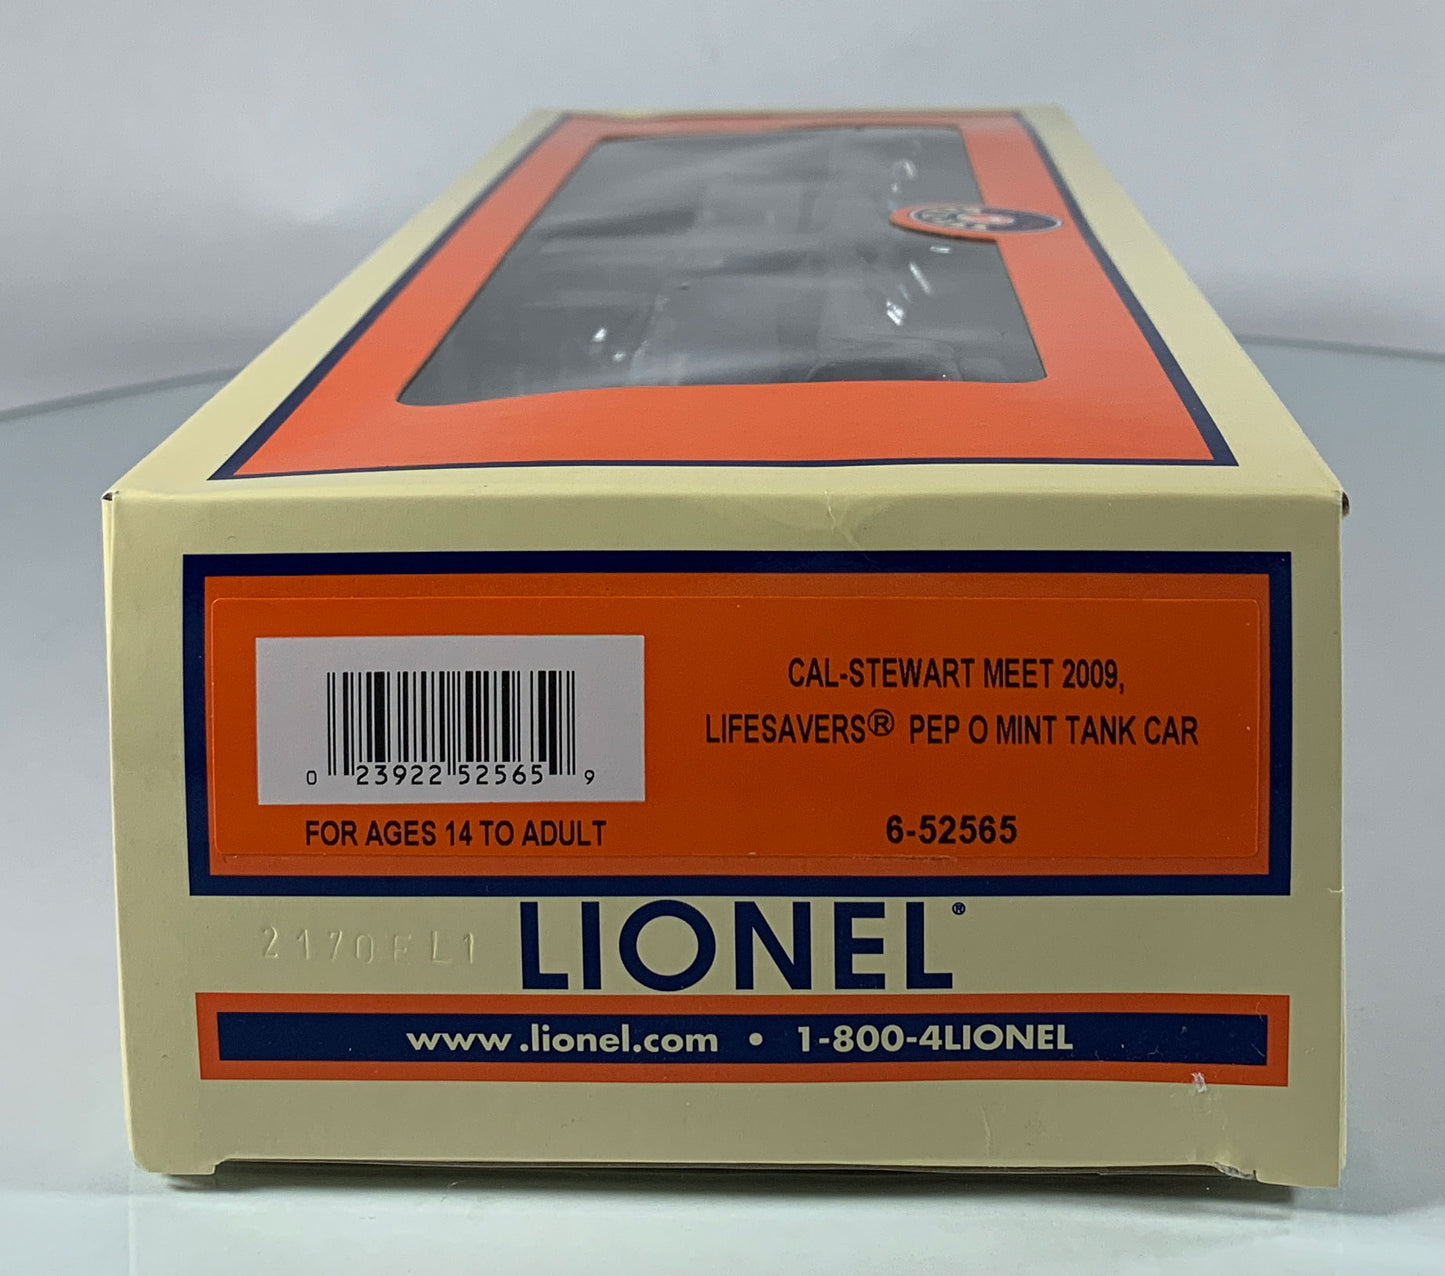 CAL-STEWART MEET 2009,
LIFESAVERS® PEP O MINT TANK CAR
0 23922 52565 9
FOR AGES 14 TO ADULT
6-52565
LIONEL®
2170EL1
www.lionel.com • 1-800-4LIONEL